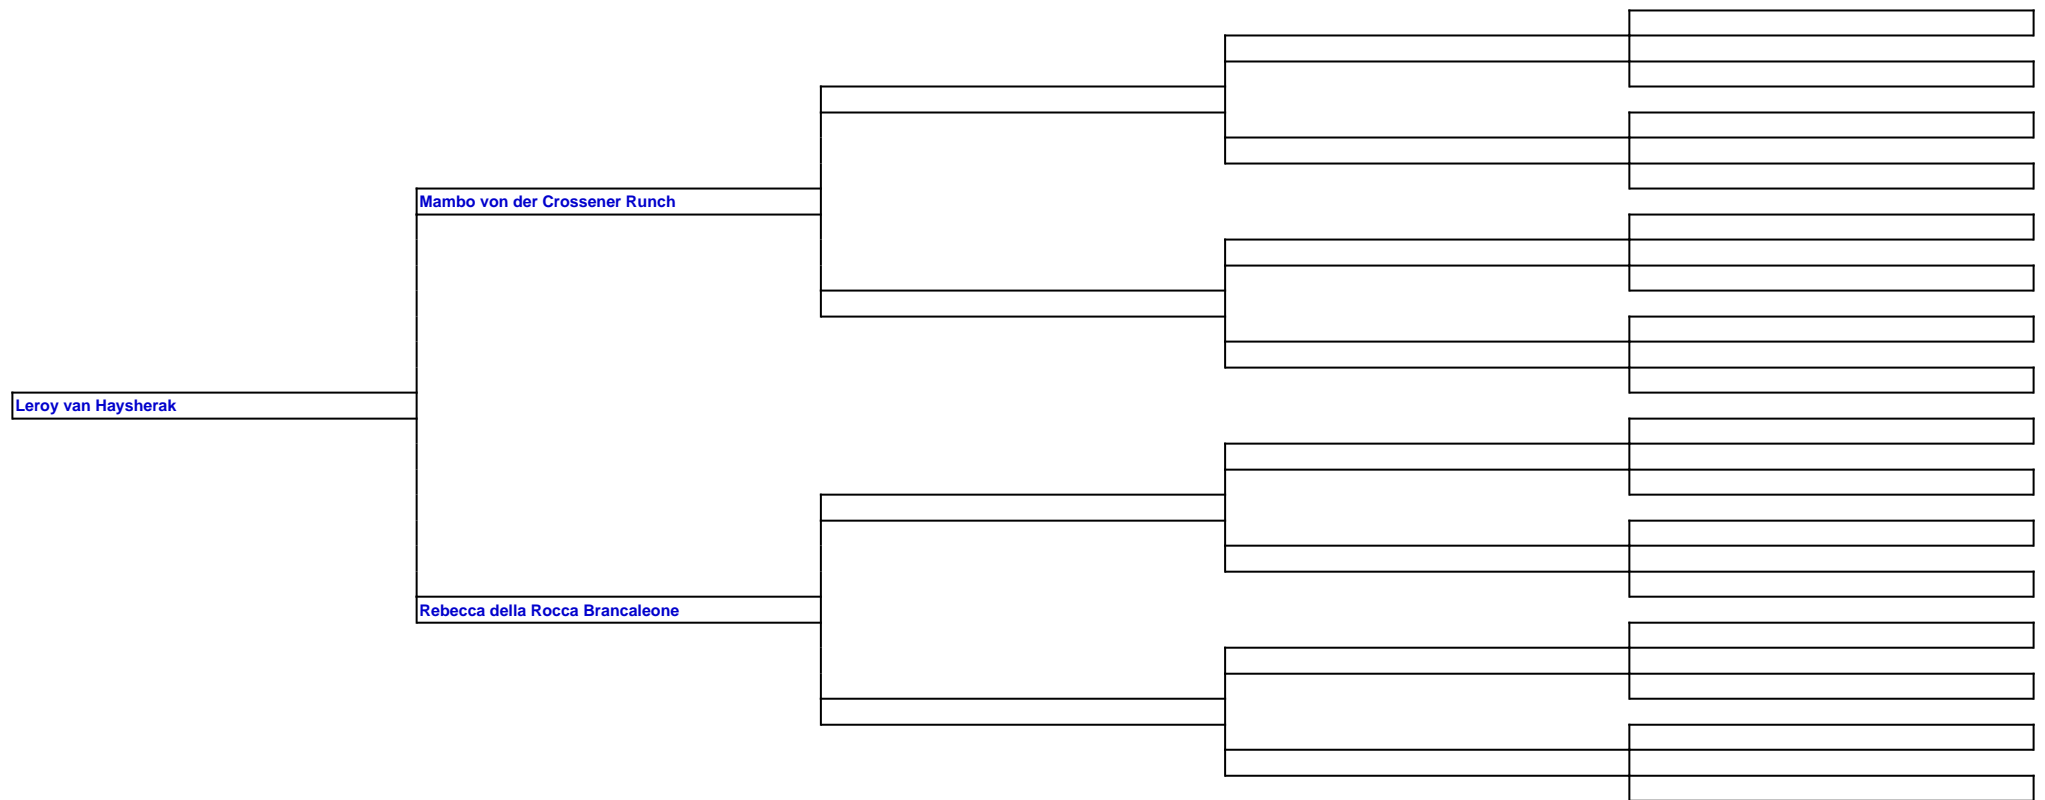 Mambo von der Crossener Runch
Leroy van Haysherak
Rebecca della Rocca Brancaleone